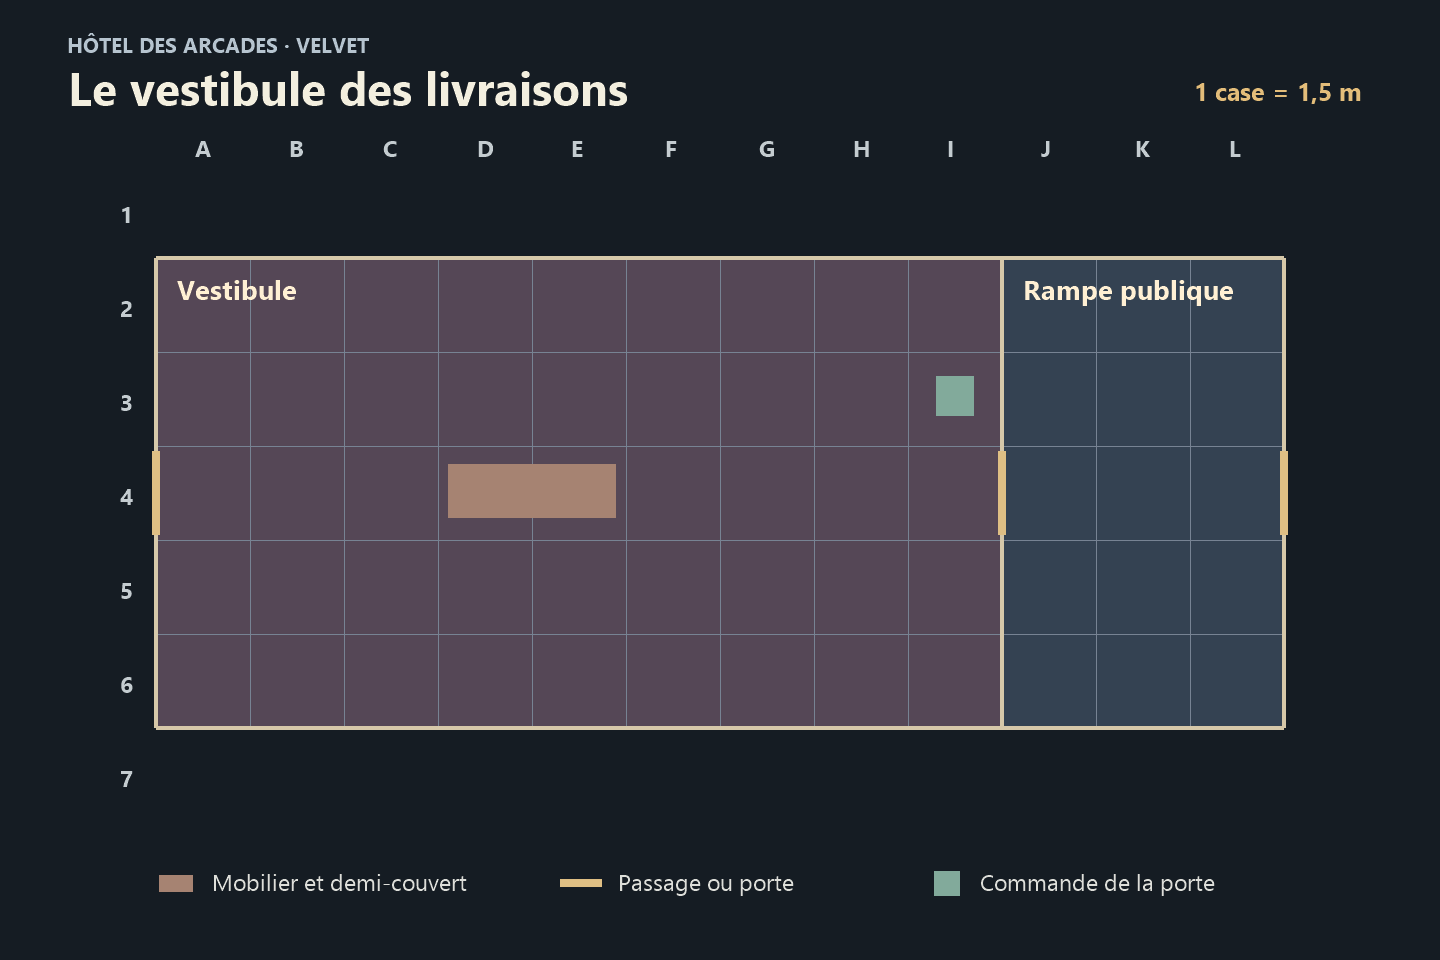 HÔTEL DES ARCADES · VELVET
Le vestibule des livraisons
1 case = 1,5 m
A B C D E F G H I J K L
1
Vestibule
Rampe publique
2
3
4
5
6
7
Mobilier et demi-couvert
Passage ou porte
Commande de la porte